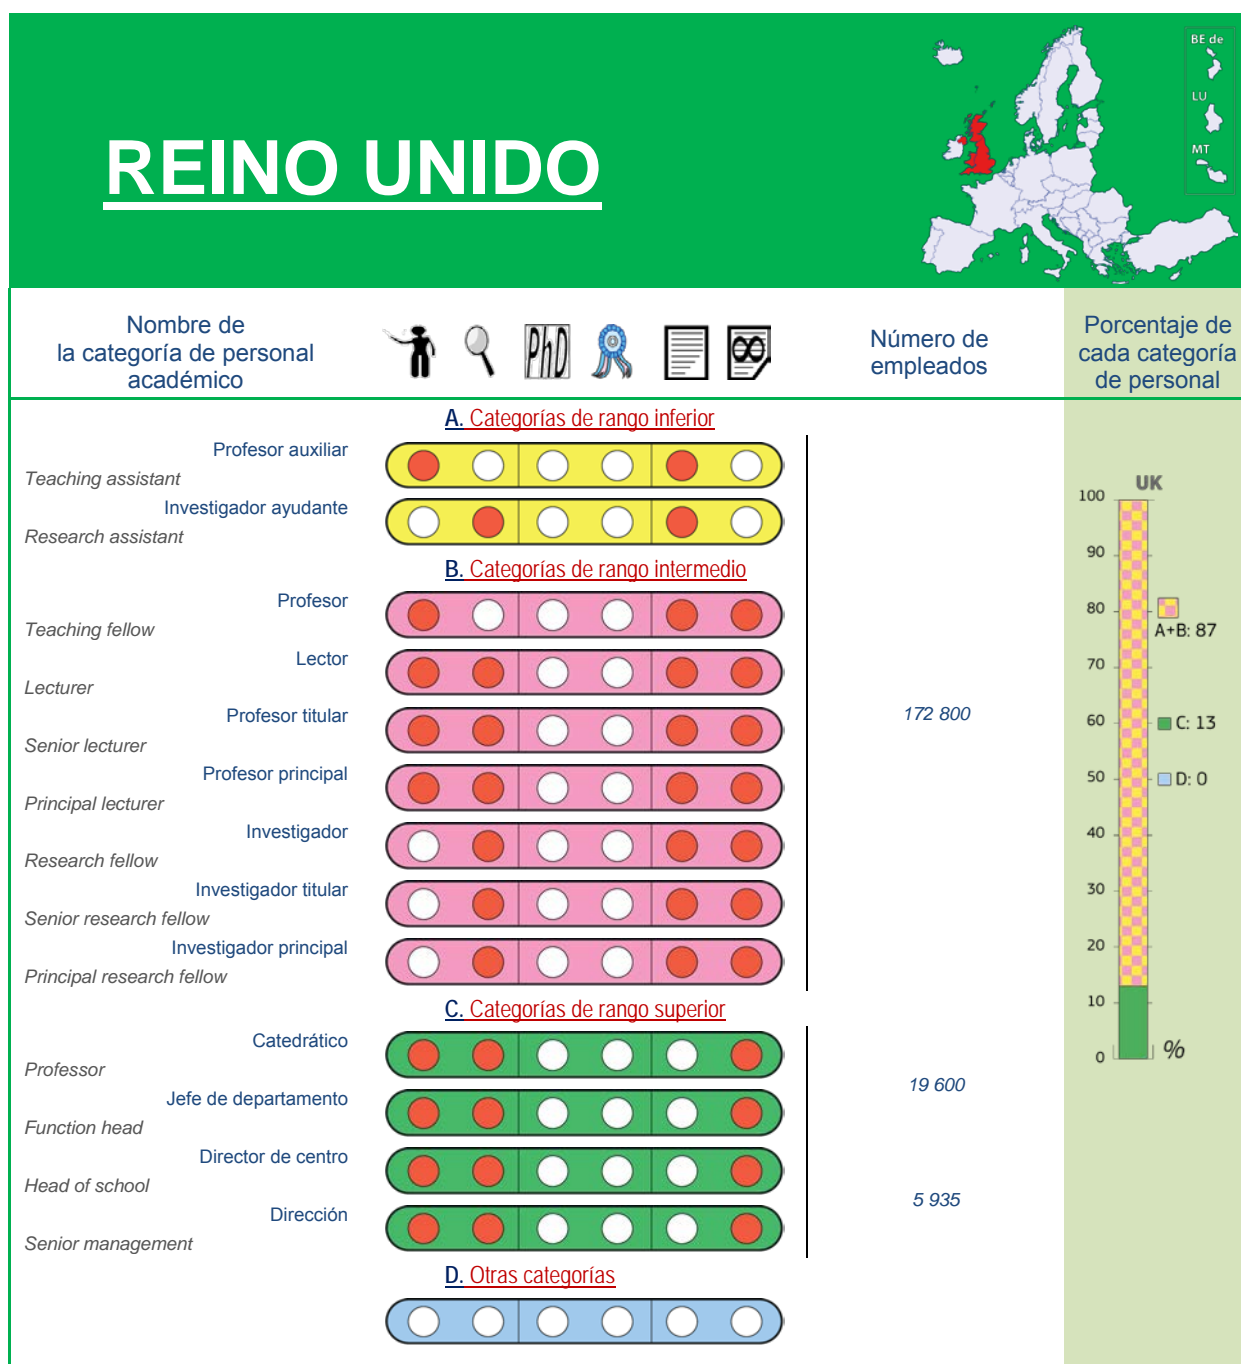 BE de
LU
MT
REINO UNIDO
Nombre de
la categoría de personal
académico
PhD
Número de
empleados
Porcentaje de
cada categoría
de personal
A. Categorías de rango inferior
Profesor auxiliar
Teaching assistant
Investigador ayudante
Research assistant
B. Categorías de rango intermedio
Profesor
Teaching fellow
Lector
Lecturer
Profesor titular
Senior lecturer
172 800
Profesor principal
Principal lecturer
Investigador
Research fellow
Investigador titular
Senior research fellow
Investigador principal
Principal research fellow
C. Categorías de rango superior
Catedrático
Professor
19 600
Jefe de departamento
Function head
Director de centro
Head of school
5 935
Dirección
Senior management
D. Otras categorías
UK
100
90
80
A+B: 87
70
60
C: 13
50
D: 0
40
30
20
10
0
%